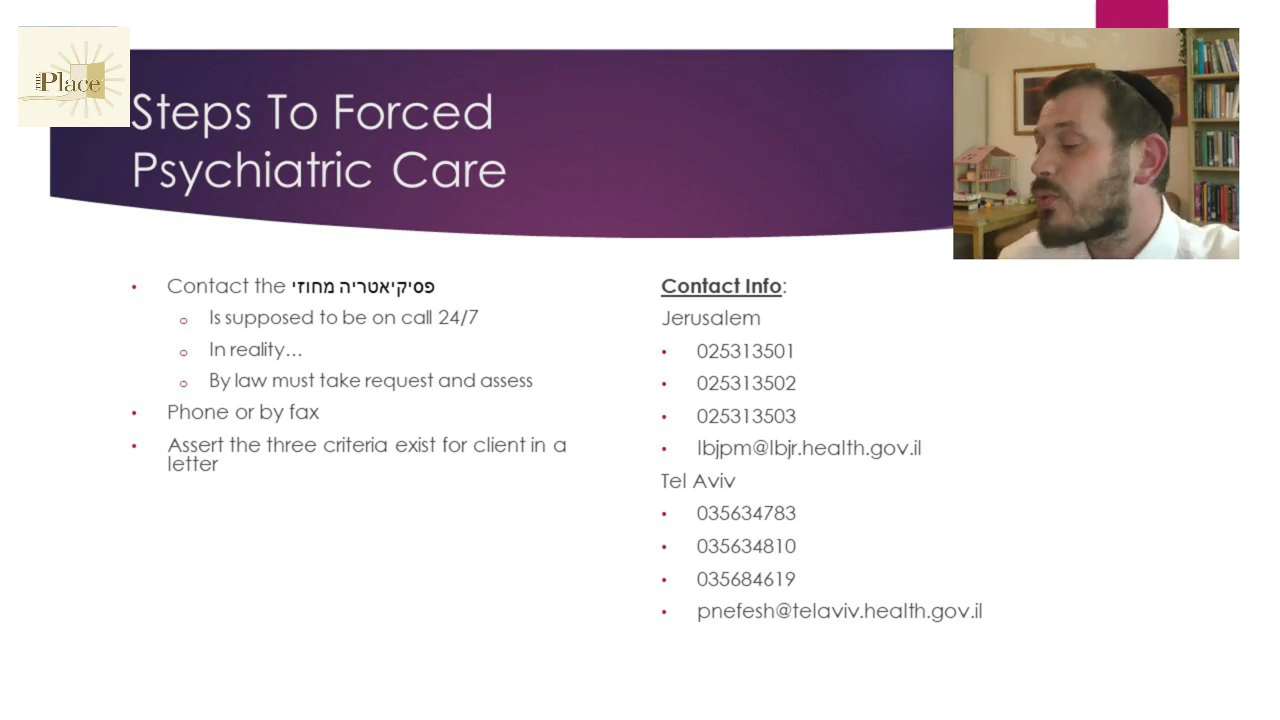 THE Place
Steps To Forced
Psychiatric Care
• Contact the פסיקיאטריה מחוזי
o Is supposed to be on call 24/7
o In reality…
o By law must take request and assess
• Phone or by fax
• Assert the three criteria exist for client in a
letter
Contact Info:
Jerusalem
• 025313501
• 025313502
• 025313503
• lbjpm@lbjr.health.gov.il
Tel Aviv
• 035634783
• 035634810
• 035684619
• pnefesh@telaviv.health.gov.il